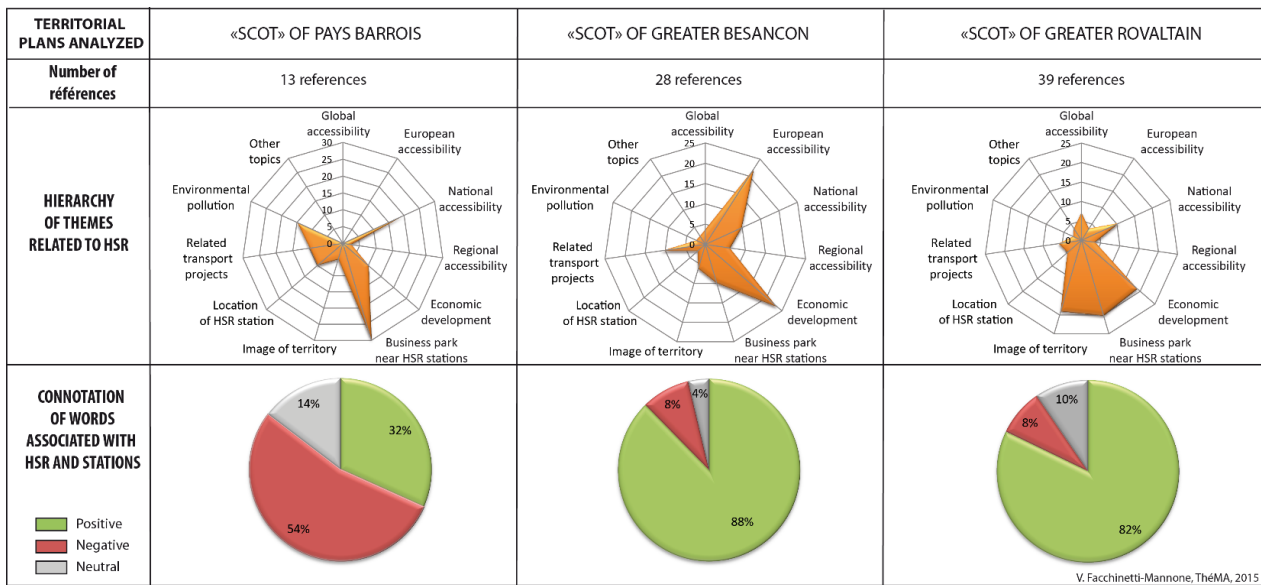 TERRITORIAL
PLANS ANALYZED
«SCOT» OF PAYS BARROIS
«SCOT» OF GREATER BESANCON
«SCOT» OF GREATER ROVALTAIN
Number of
références
13 references
28 references
39 references
HIERARCHY
OF THEMES
RELATED TO HSR
Global
accessibility
European
accessibility
National
accessibility
Regional
accessibility
Economic
development
Business park
near HSR stations
Image of territory
Location
of HSR station
Related
transport
projects
Environmental
pollution
Other
topics
30
25
20
15
10
5
0
Global
accessibility
European
accessibility
National
accessibility
Regional
accessibility
Economic
development
Business park
near HSR stations
Image of territory
Location
of HSR station
Related
transport
projects
Environmental
pollution
Other
topics
25
20
15
10
5
0
Global
accessibility
European
accessibility
National
accessibility
Regional
accessibility
Economic
development
Business park
near HSR stations
Image of territory
Location
of HSR station
Related
transport
projects
Environmental
pollution
Other
topics
25
20
15
10
5
0
CONNOTATION
OF WORDS
ASSOCIATED WITH
HSR AND STATIONS
Positive
Negative
Neutral
14%
32%
54%
8%
4%
88%
8%
10%
82%
V. Facchinetti-Mannone, ThéMA, 2015